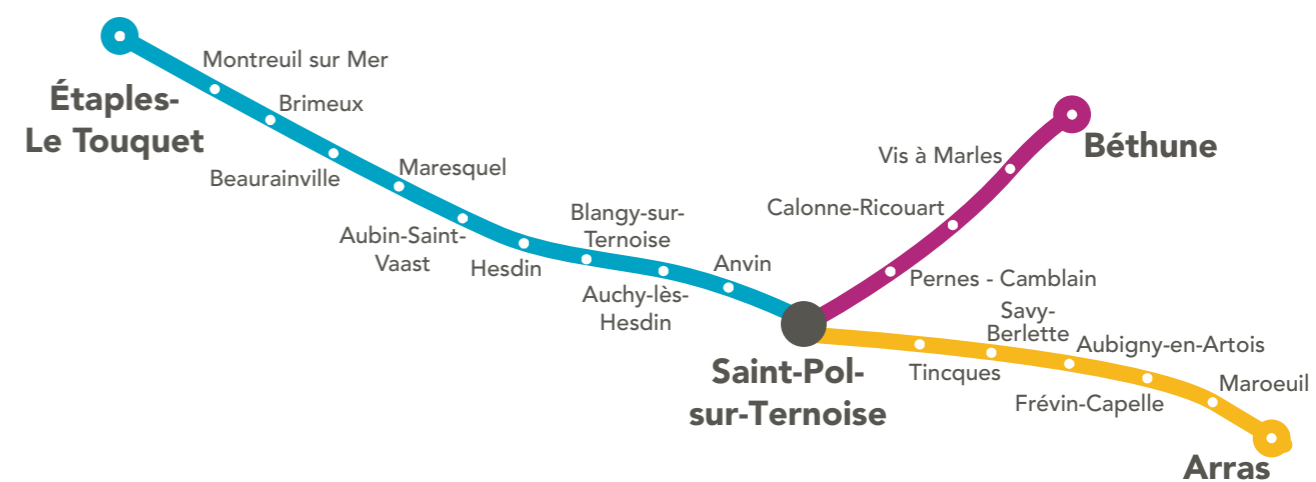 Montreuil sur Mer
Étaples-
Le Touquet
Brimeux
Beaurainville
Maresquel
Aubin-Saint-
Vaast
Hesdin
Blangy-sur-
Ternoise
Auchy-lès-
Hesdin
Anvin
Saint-Pol-
sur-Ternoise
Béthune
Vis à Marles
Calonne-Ricouart
Pernes - Camblain
Tincques
Savy-
Berlette
Frévin-Capelle
Aubigny-en-Artois
Maroeuil
Arras